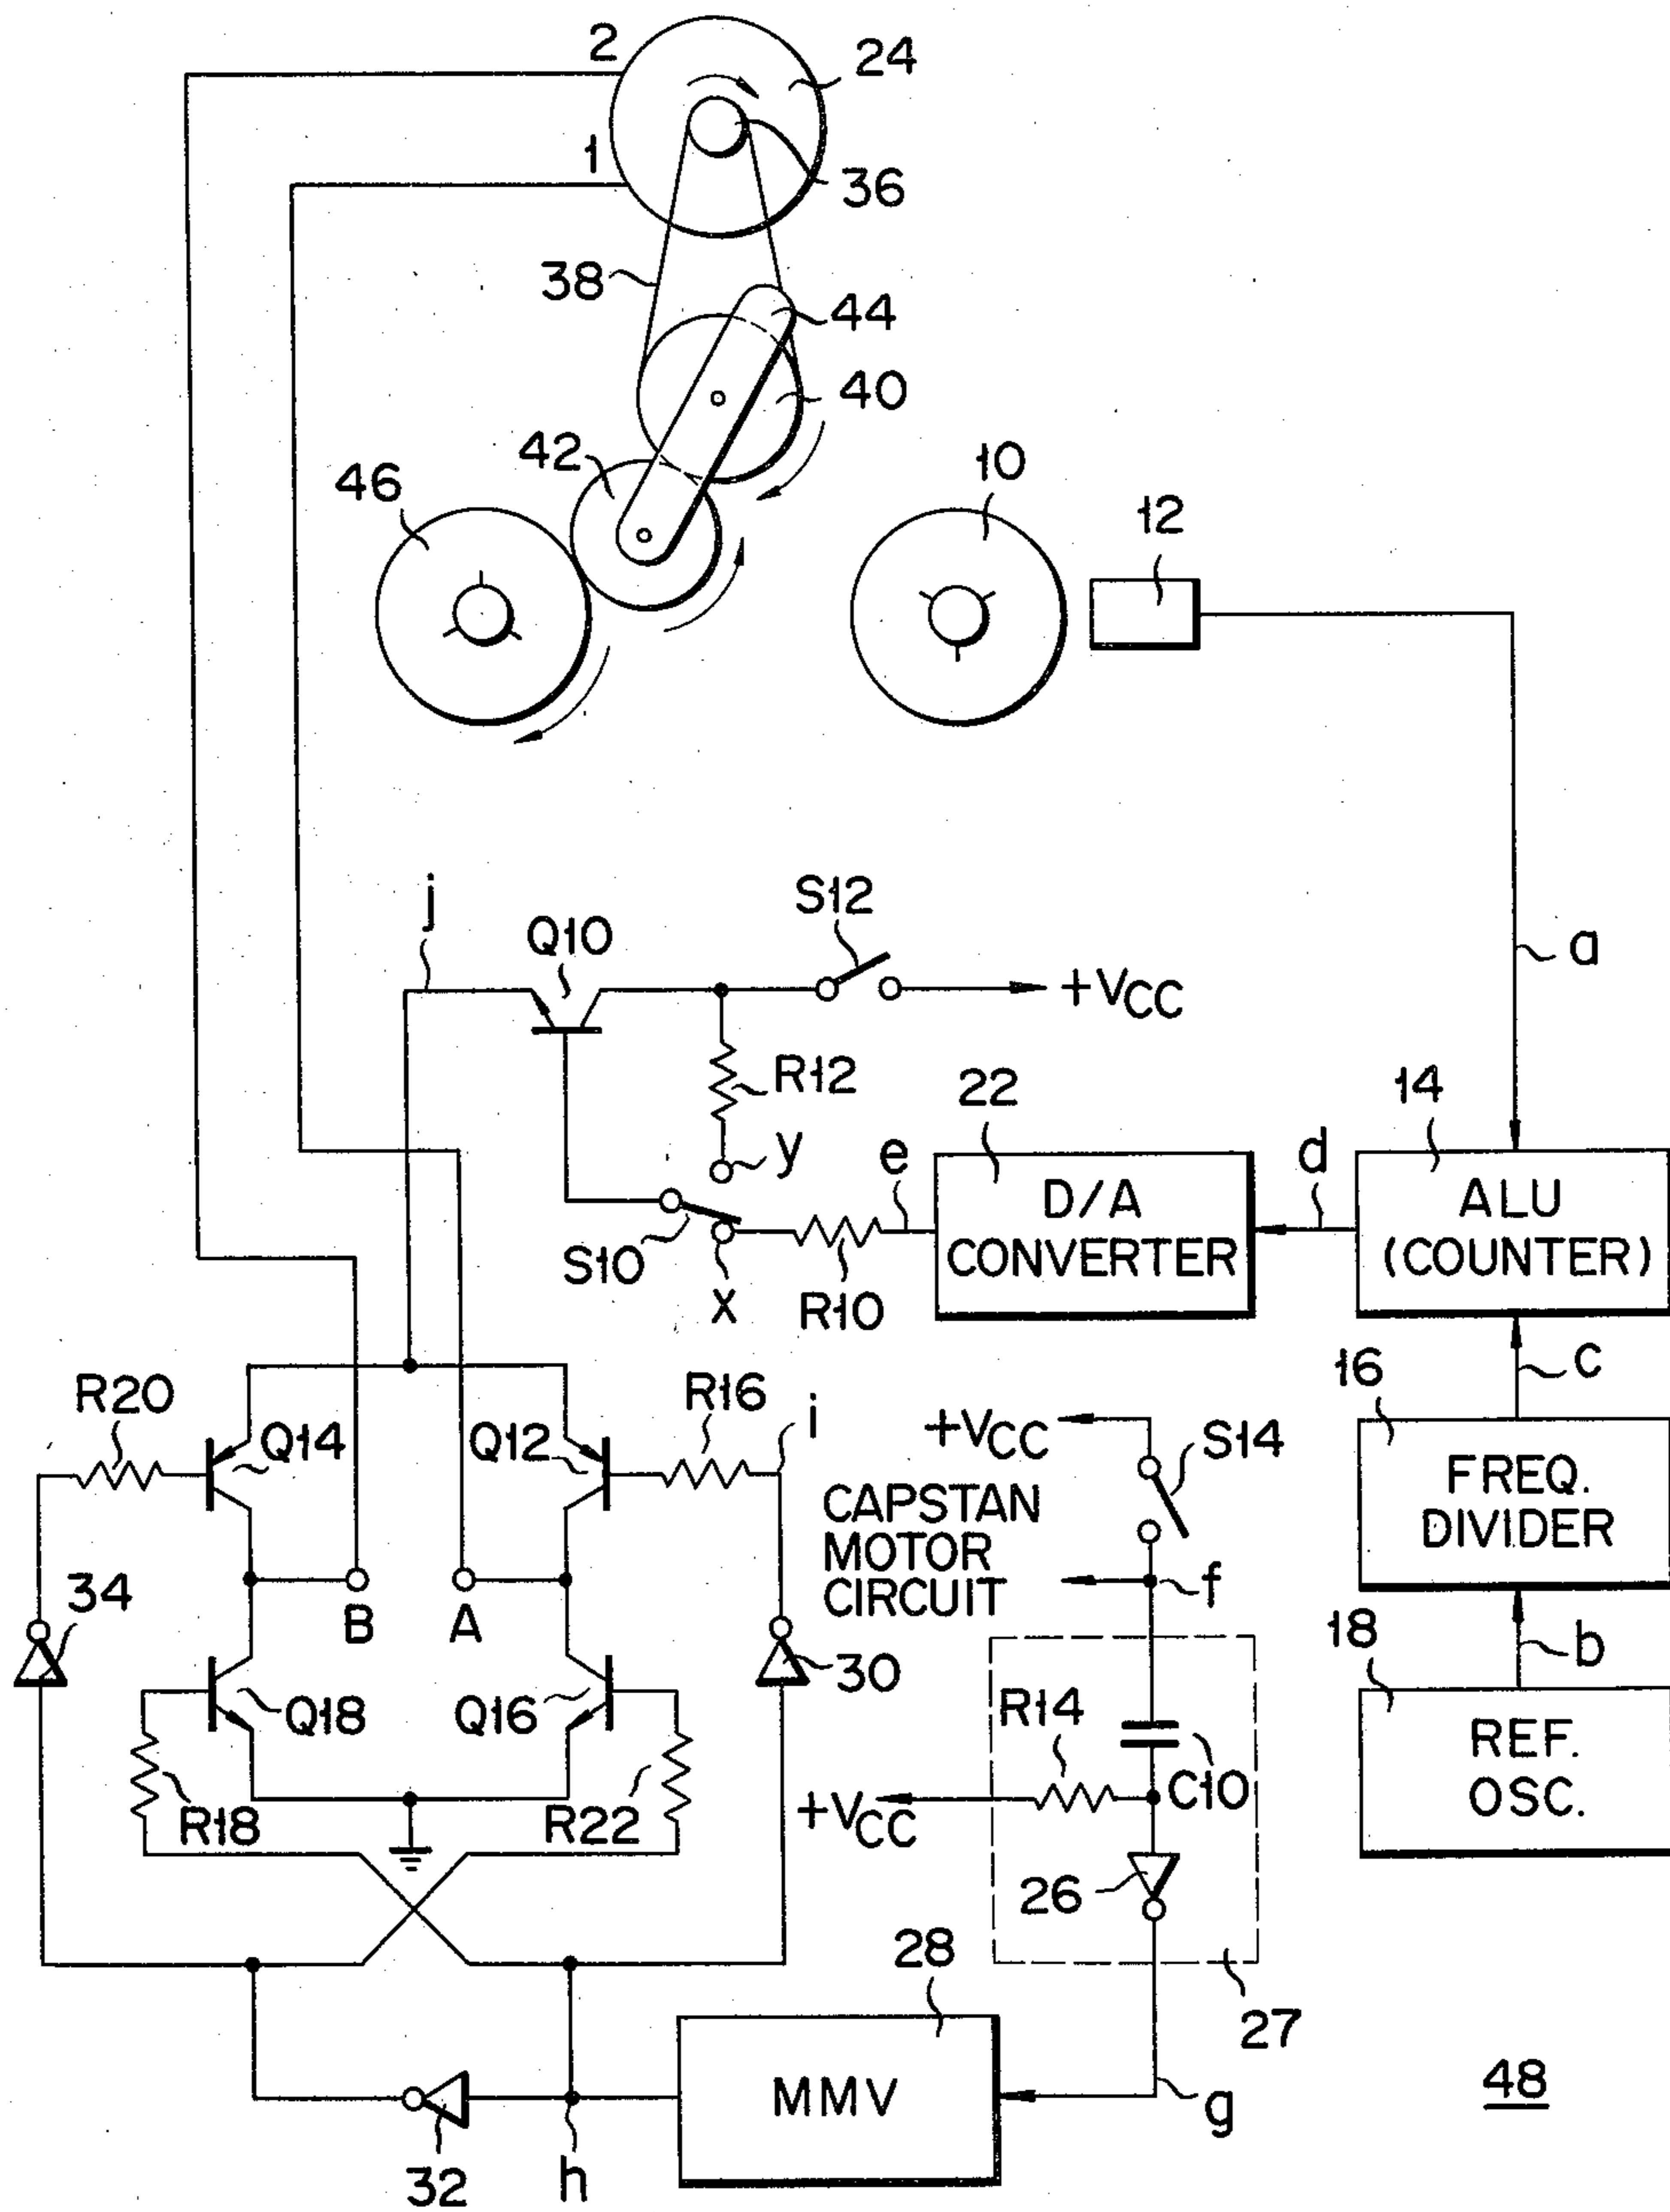 2
24
1
36
38
44
40
42
10
46
12
j
S12
Q10
a
+VCC
R12
22
14
y
e
d
D/A
CONVERTER
ALU
(COUNTER)
S10
x
R10
c
16
R20
R16
i
+VCC
S14
Q14
Q12
FREQ.
DIVIDER
CAPSTAN
MOTOR
CIRCUIT
f
34
B
A
18
b
30
R14
Q18
Q16
C10
REF.
OSC.
R18
R22
+VCC
26
28
27
MMV
48
g
32
h